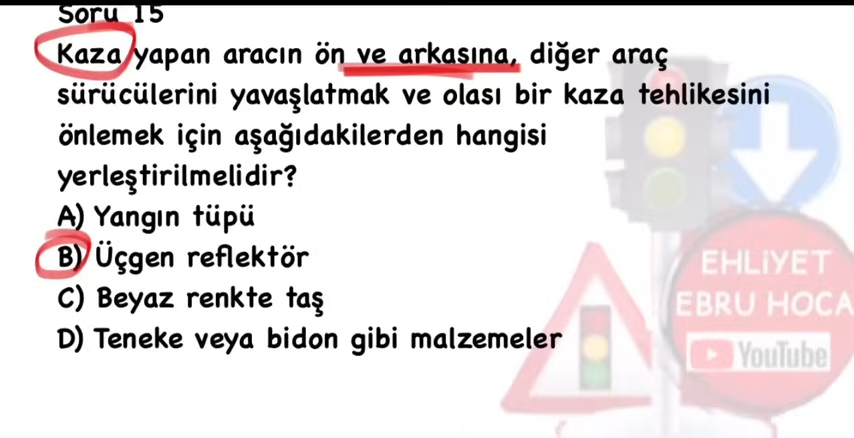 Soru 15
Kaza yapan aracın ön ve arkasına, diğer araç
sürücülerini yavaşlatmak ve olası bir kaza tehlikesini
önlemek için aşağıdakilerden hangisi
yerleştirilmelidir?
A) Yangın tüpü
B) Üçgen reflektör
C) Beyaz renkte taş
D) Teneke veya bidon gibi malzemeler
EHLİYET
EBRU HOCA
YouTube